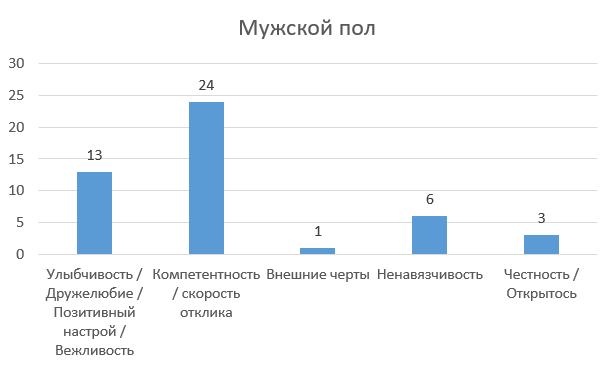 Мужской пол
30
25
20
15
10
5
0
13
24
1
6
3
Улыбчивость /
Дружелюбие /
Позитивный
настрой /
Вежливость
Компетентность
/ скорость
отклика
Внешние черты
Ненавязчивость
Честность /
Открытось